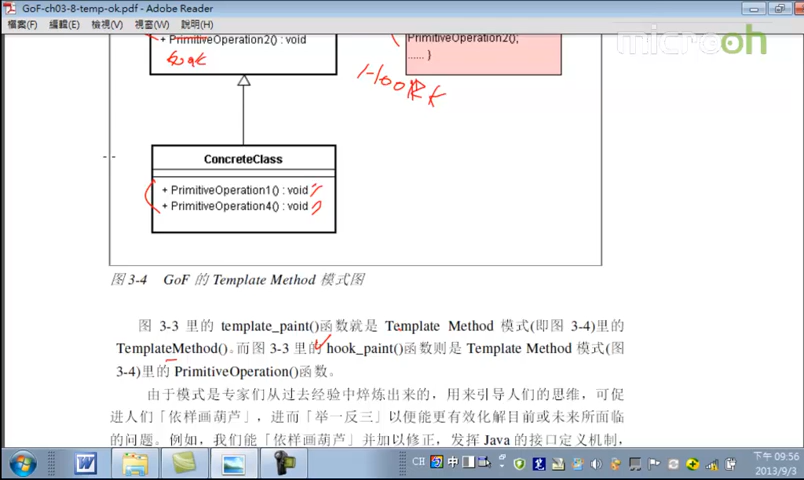 GoF-ch03-8-temp-ok.pdf - Adobe Reader
檔案(F) 編輯(E) 檢視(V) 視窗(W) 說明(H)
microoh
+ PrimitiveOperation2() : void
PrimitiveOperation2();
...... }
Hook
ConcreteClass
+ PrimitiveOperation1() : void
+ PrimitiveOperation4() : void
图 3-4 GoF 的 Template Method 模式图
图 3-3 里的 template_paint()函数就是 Template Method 模式(即图 3-4)里的
TemplateMethod()。而图 3-3 里的 hook_paint()函数则是 Template Method 模式(图
3-4)里的 PrimitiveOperation()函数。
由于模式是专家们从过去经验中焠炼出来的，用来引导人们的思维，可促
进人们「依样画葫芦」，进而「举一反三」以便能更有效化解目前或未来所面临
的问题。例如，我们能「依样画葫芦」并加以修正，发挥 Java 的接口定义机制，
CH 中
下午 09:56
2013/9/3